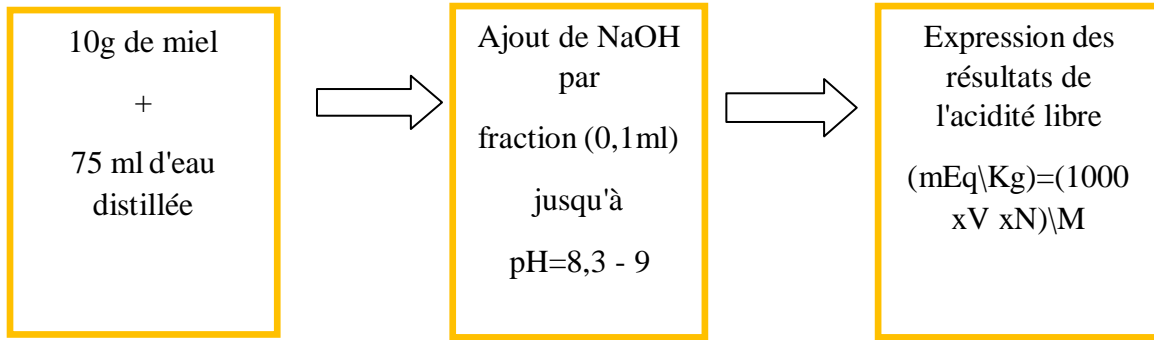 10g de miel
+
75 ml d'eau
distillée
Ajout de NaOH
par
fraction (0,1ml)
jusqu'à
pH=8,3 - 9
Expression des
résultats de
l'acidité libre
(mEq\Kg)=(1000
xV xN)\M